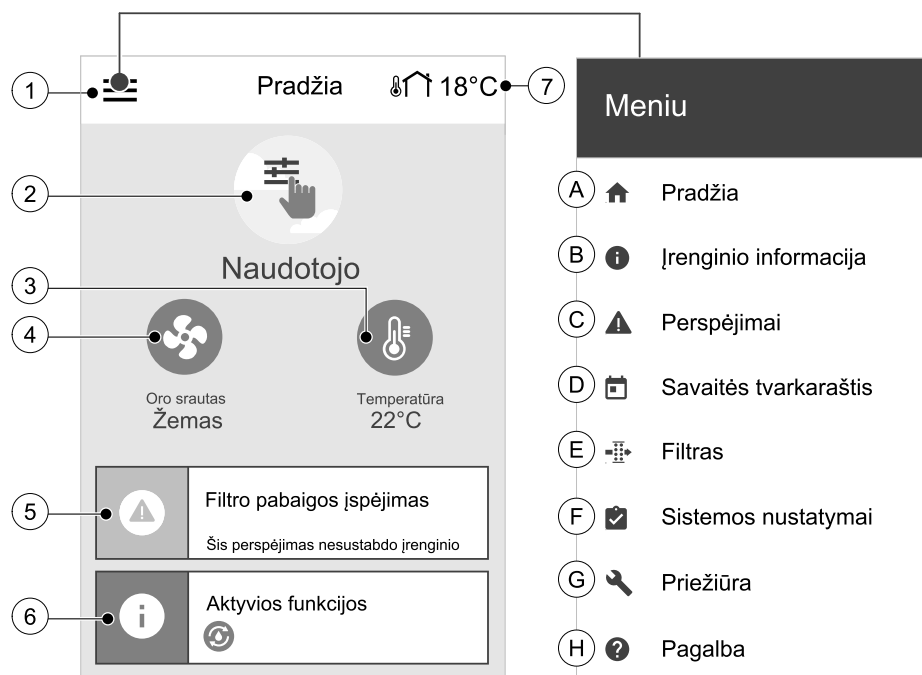 1
Pradžia
18°C
7
2
Naudotojo
3
4
Oro srautas
Žemas
Temperatūra
22°C
5
Filtro pabaigos įspėjimas
Šis perspėjimas nesustabdo įrenginio
6
Aktyvios funkcijos
Meniu
A Pradžia
B Įrenginio informacija
C Perspėjimai
D Savaitės tvarkaraštis
E Filtras
F Sistemos nustatymai
G Priežiūra
H Pagalba